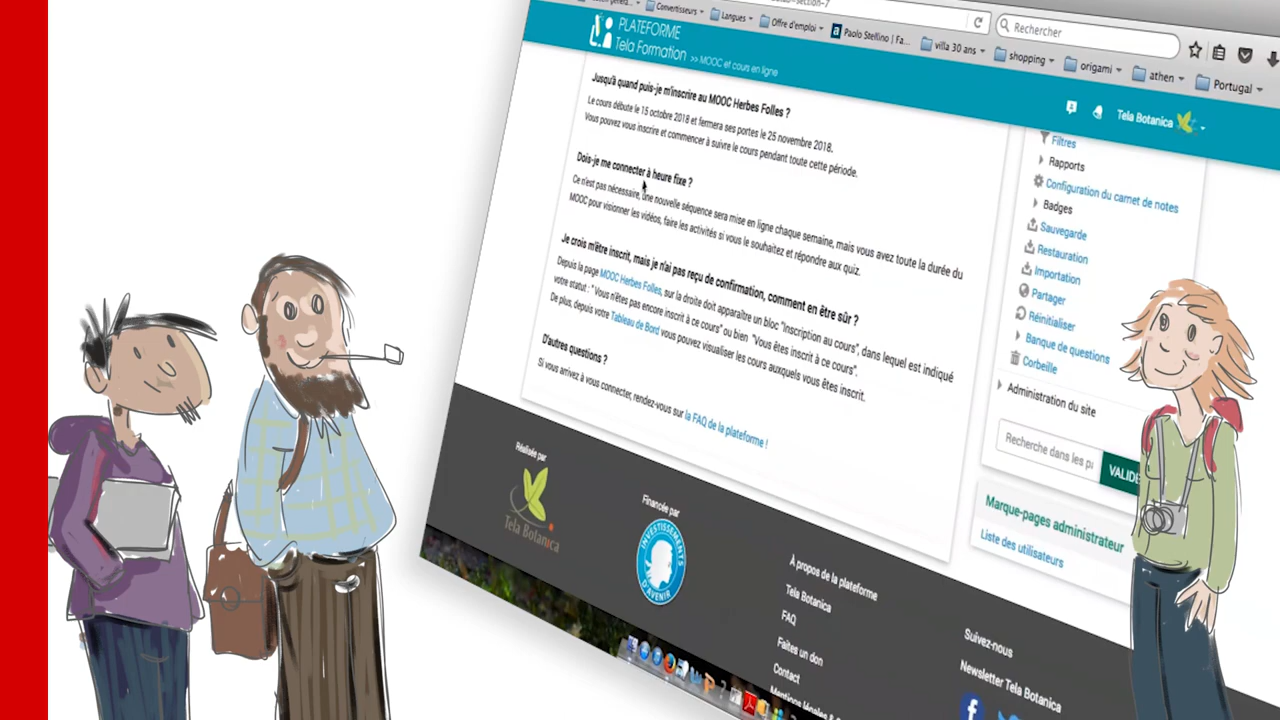 section-7
Convertisseurs
Langues
Offre d'emploi
Paolo Stellino | Fa...
villa 30 ans
shopping
origami
athen
Portugal
Rechercher
PLATEFORME
Tela Formation
>> MOOC et cours en ligne
Tela Botanica
Jusqu'à quand puis-je m'inscrire au MOOC Herbes Folles ?
Le cours débute le 15 octobre 2018 et fermera ses portes le 25 novembre 2018.
Vous pouvez vous inscrire et commencer à suivre le cours pendant toute cette période.
Dois-je me connecter à heure fixe ?
Ce n'est pas nécessaire, une nouvelle séquence sera mise en ligne chaque semaine, mais vous avez toute la durée du
MOOC pour visionner les vidéos, faire les activités si vous le souhaitez et répondre aux quiz.
Je crois m'être inscrit, mais je n'ai pas reçu de confirmation, comment en être sûr ?
Depuis la page MOOC Herbes Folles, sur la droite doit apparaître un bloc "Inscription au cours", dans lequel est indiqué
votre statut : " Vous n'êtes pas encore inscrit à ce cours" ou bien "Vous êtes inscrit à ce cours".
De plus, depuis votre Tableau de Bord vous pouvez visualiser les cours auxquels vous êtes inscrit.
D'autres questions ?
Si vous arrivez à vous connecter, rendez-vous sur la FAQ de la plateforme !
Filtres
Rapports
Configuration du carnet de notes
Badges
Sauvegarde
Restauration
Importation
Partager
Réinitialiser
Banque de questions
Corbeille
Administration du site
Recherche dans les p
VALIDE
Marque-pages administrateur
Liste des utilisateurs
Réalisée par
Tela Botanica
Financée par
INVESTISSEMENTS
D'AVENIR
À propos de la plateforme
Tela Botanica
FAQ
Faites un don
Contact
Mentions légales &
Suivez-nous
Newsletter Tela Botanica